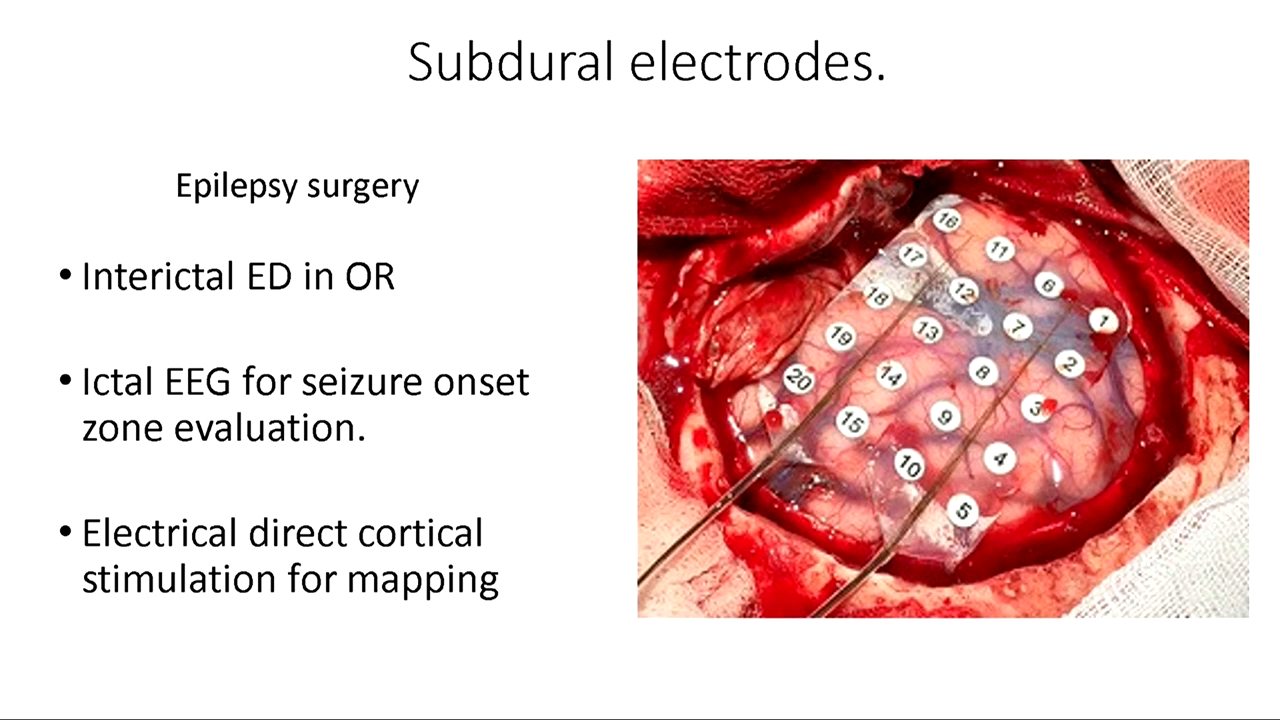 Subdural electrodes.
Epilepsy surgery
• Interictal ED in OR
• Ictal EEG for seizure onset
zone evaluation.
• Electrical direct cortical
stimulation for mapping
16
11
17
6
12
18
1
7
13
19
2
8
14
20
3
9
15
4
10
5